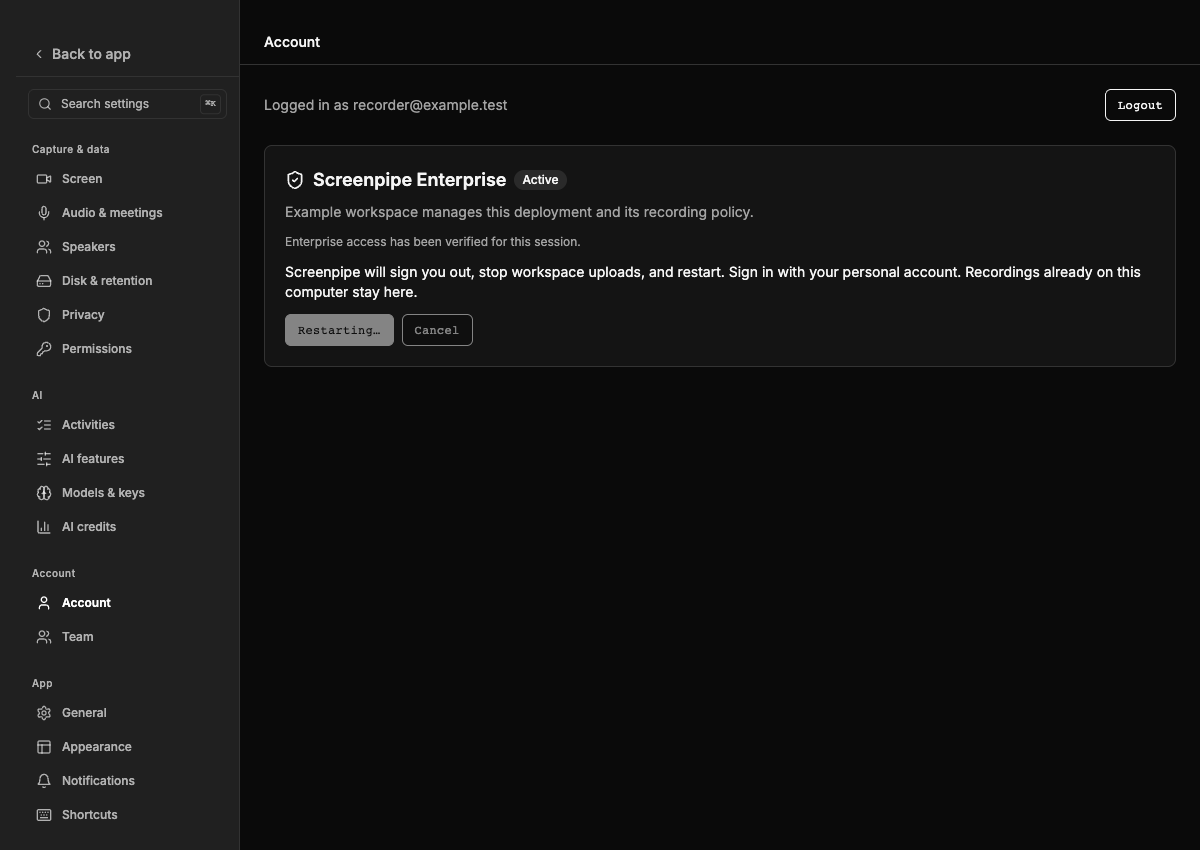 Back to app
Search settings
⌘K
Capture & data
Screen
Audio & meetings
Speakers
Disk & retention
Privacy
Permissions
AI
Activities
AI features
Models & keys
AI credits
Account
Account
Team
App
General
Appearance
Notifications
Shortcuts
Account
Logged in as recorder@example.test
Logout
Screenpipe Enterprise
Active
Example workspace manages this deployment and its recording policy.
Enterprise access has been verified for this session.
Screenpipe will sign you out, stop workspace uploads, and restart. Sign in with your personal account. Recordings already on this
computer stay here.
Restarting…
Cancel